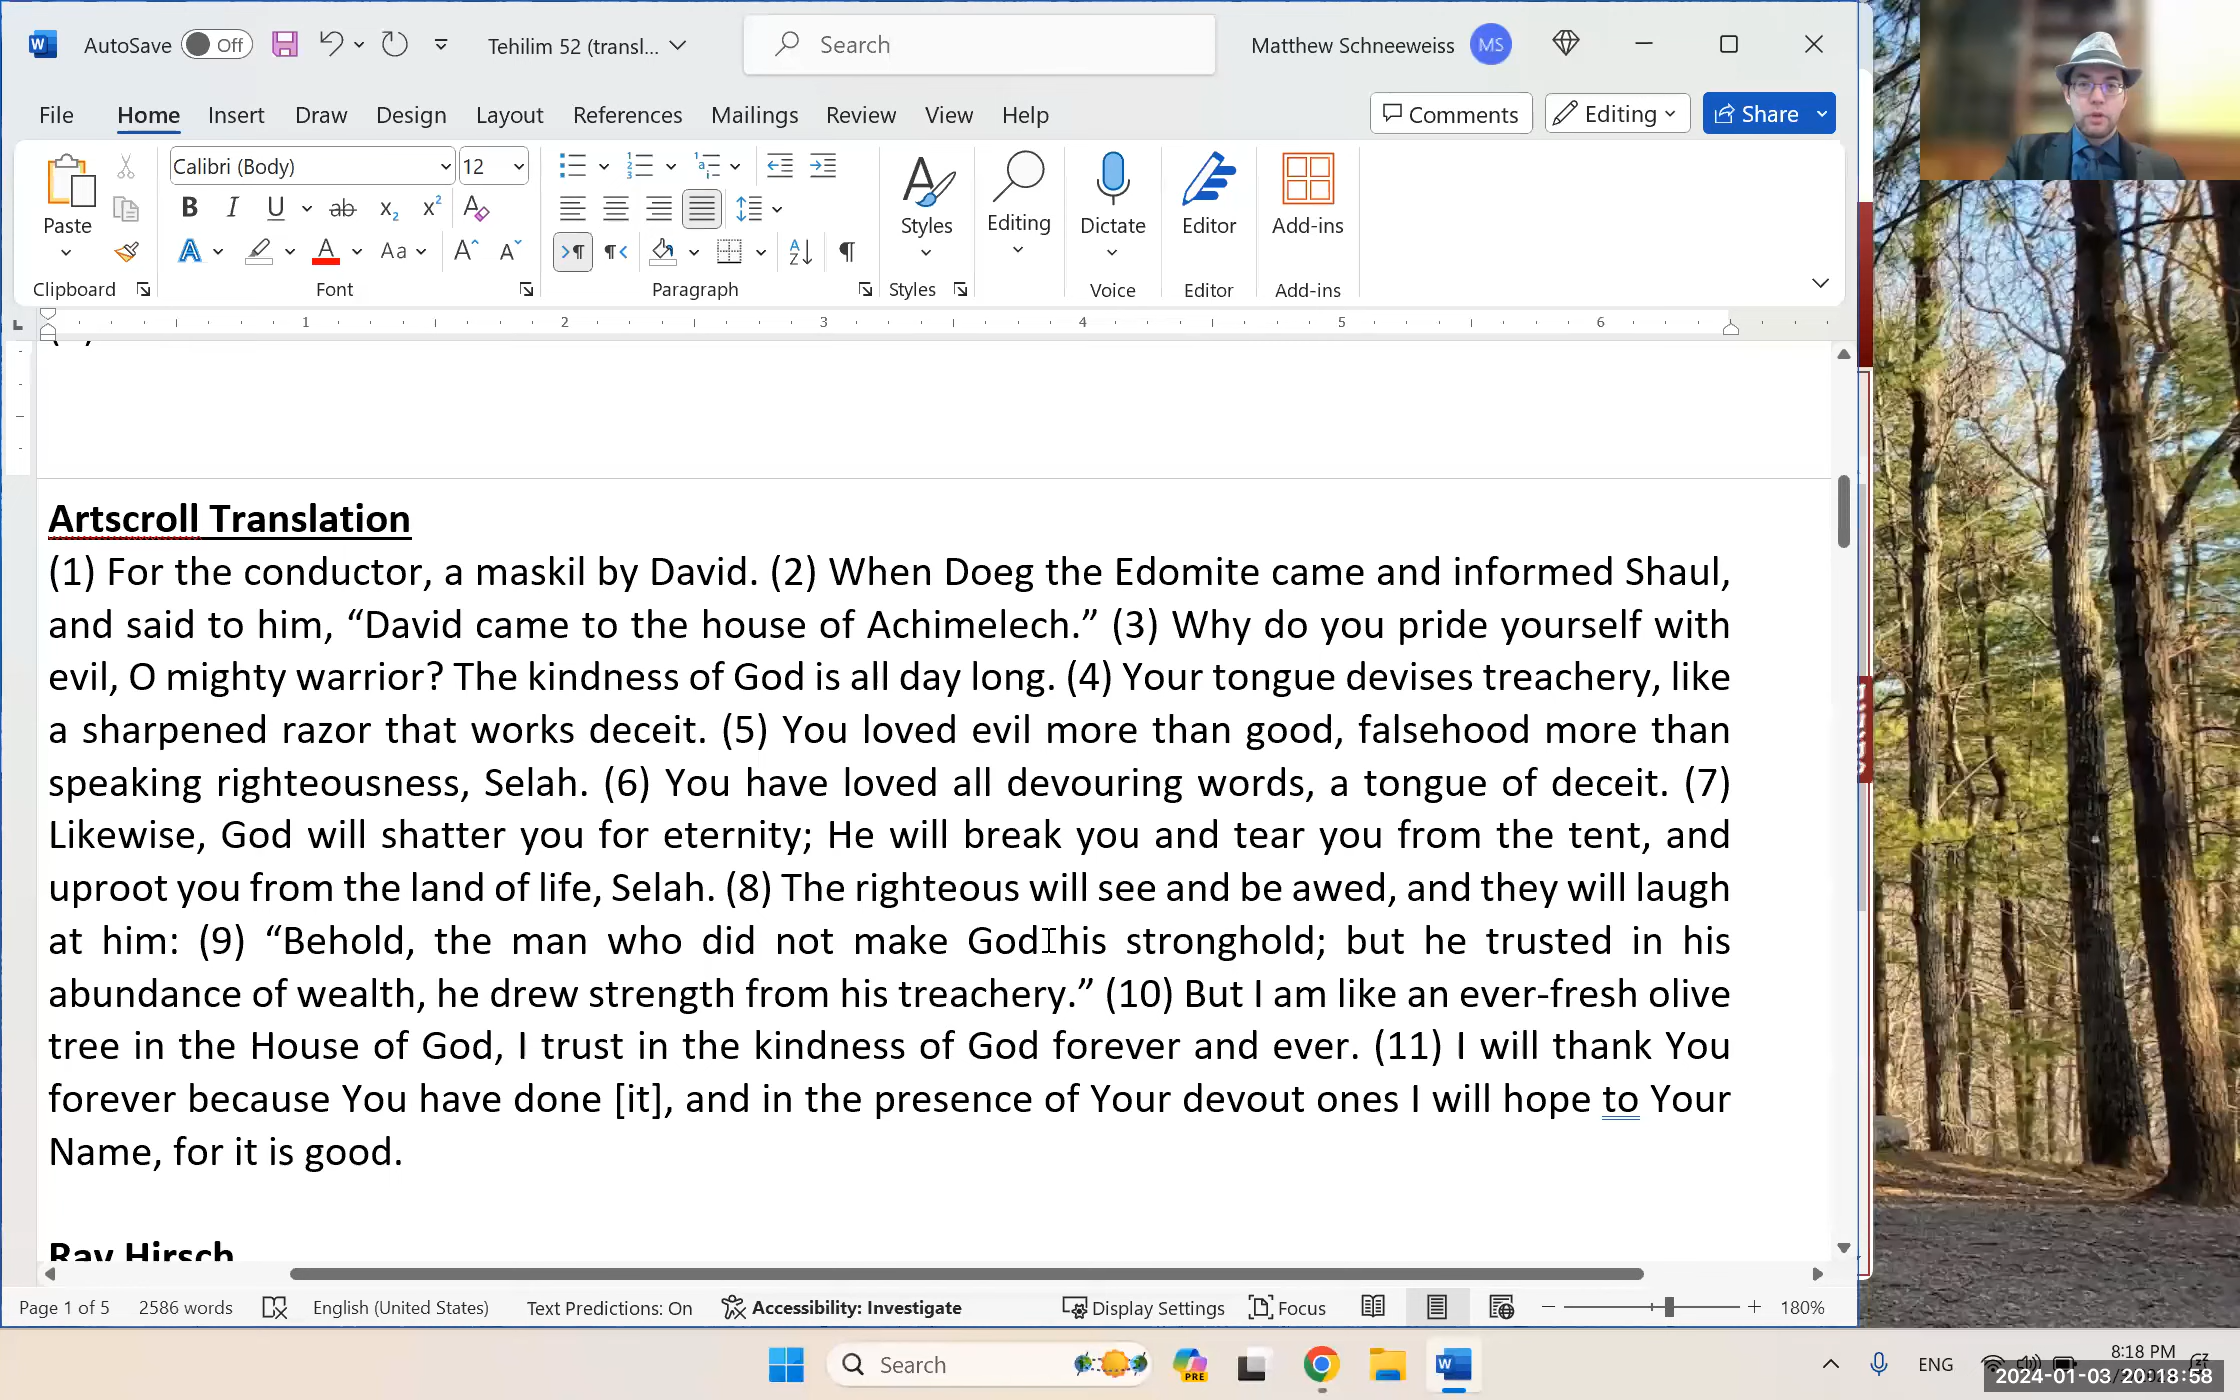 AutoSave Off Tehilim 52 (transl... Search Matthew Schneeweiss MS
File Home Insert Draw Design Layout References Mailings Review View Help Comments Editing Share
Calibri (Body) 12
Paste
Styles Editing Dictate Editor Add-ins
Clipboard Font Paragraph Styles Voice Editor Add-ins
1 2 3 4 5 6
Artscroll Translation
(1) For the conductor, a maskil by David. (2) When Doeg the Edomite came and informed Shaul,
and said to him, “David came to the house of Achimelech.” (3) Why do you pride yourself with
evil, O mighty warrior? The kindness of God is all day long. (4) Your tongue devises treachery, like
a sharpened razor that works deceit. (5) You loved evil more than good, falsehood more than
speaking righteousness, Selah. (6) You have loved all devouring words, a tongue of deceit. (7)
Likewise, God will shatter you for eternity; He will break you and tear you from the tent, and
uproot you from the land of life, Selah. (8) The righteous will see and be awed, and they will laugh
at him: (9) “Behold, the man who did not make God his stronghold; but he trusted in his
abundance of wealth, he drew strength from his treachery.” (10) But I am like an ever-fresh olive
tree in the House of God, I trust in the kindness of God forever and ever. (11) I will thank You
forever because You have done [it], and in the presence of Your devout ones I will hope to Your
Name, for it is good.
Rav Hirsch
Page 1 of 5 2586 words English (United States) Text Predictions: On Accessibility: Investigate Display Settings Focus 180%
Search PRE ENG 8:18 PM
2024-01-03 20:18:58